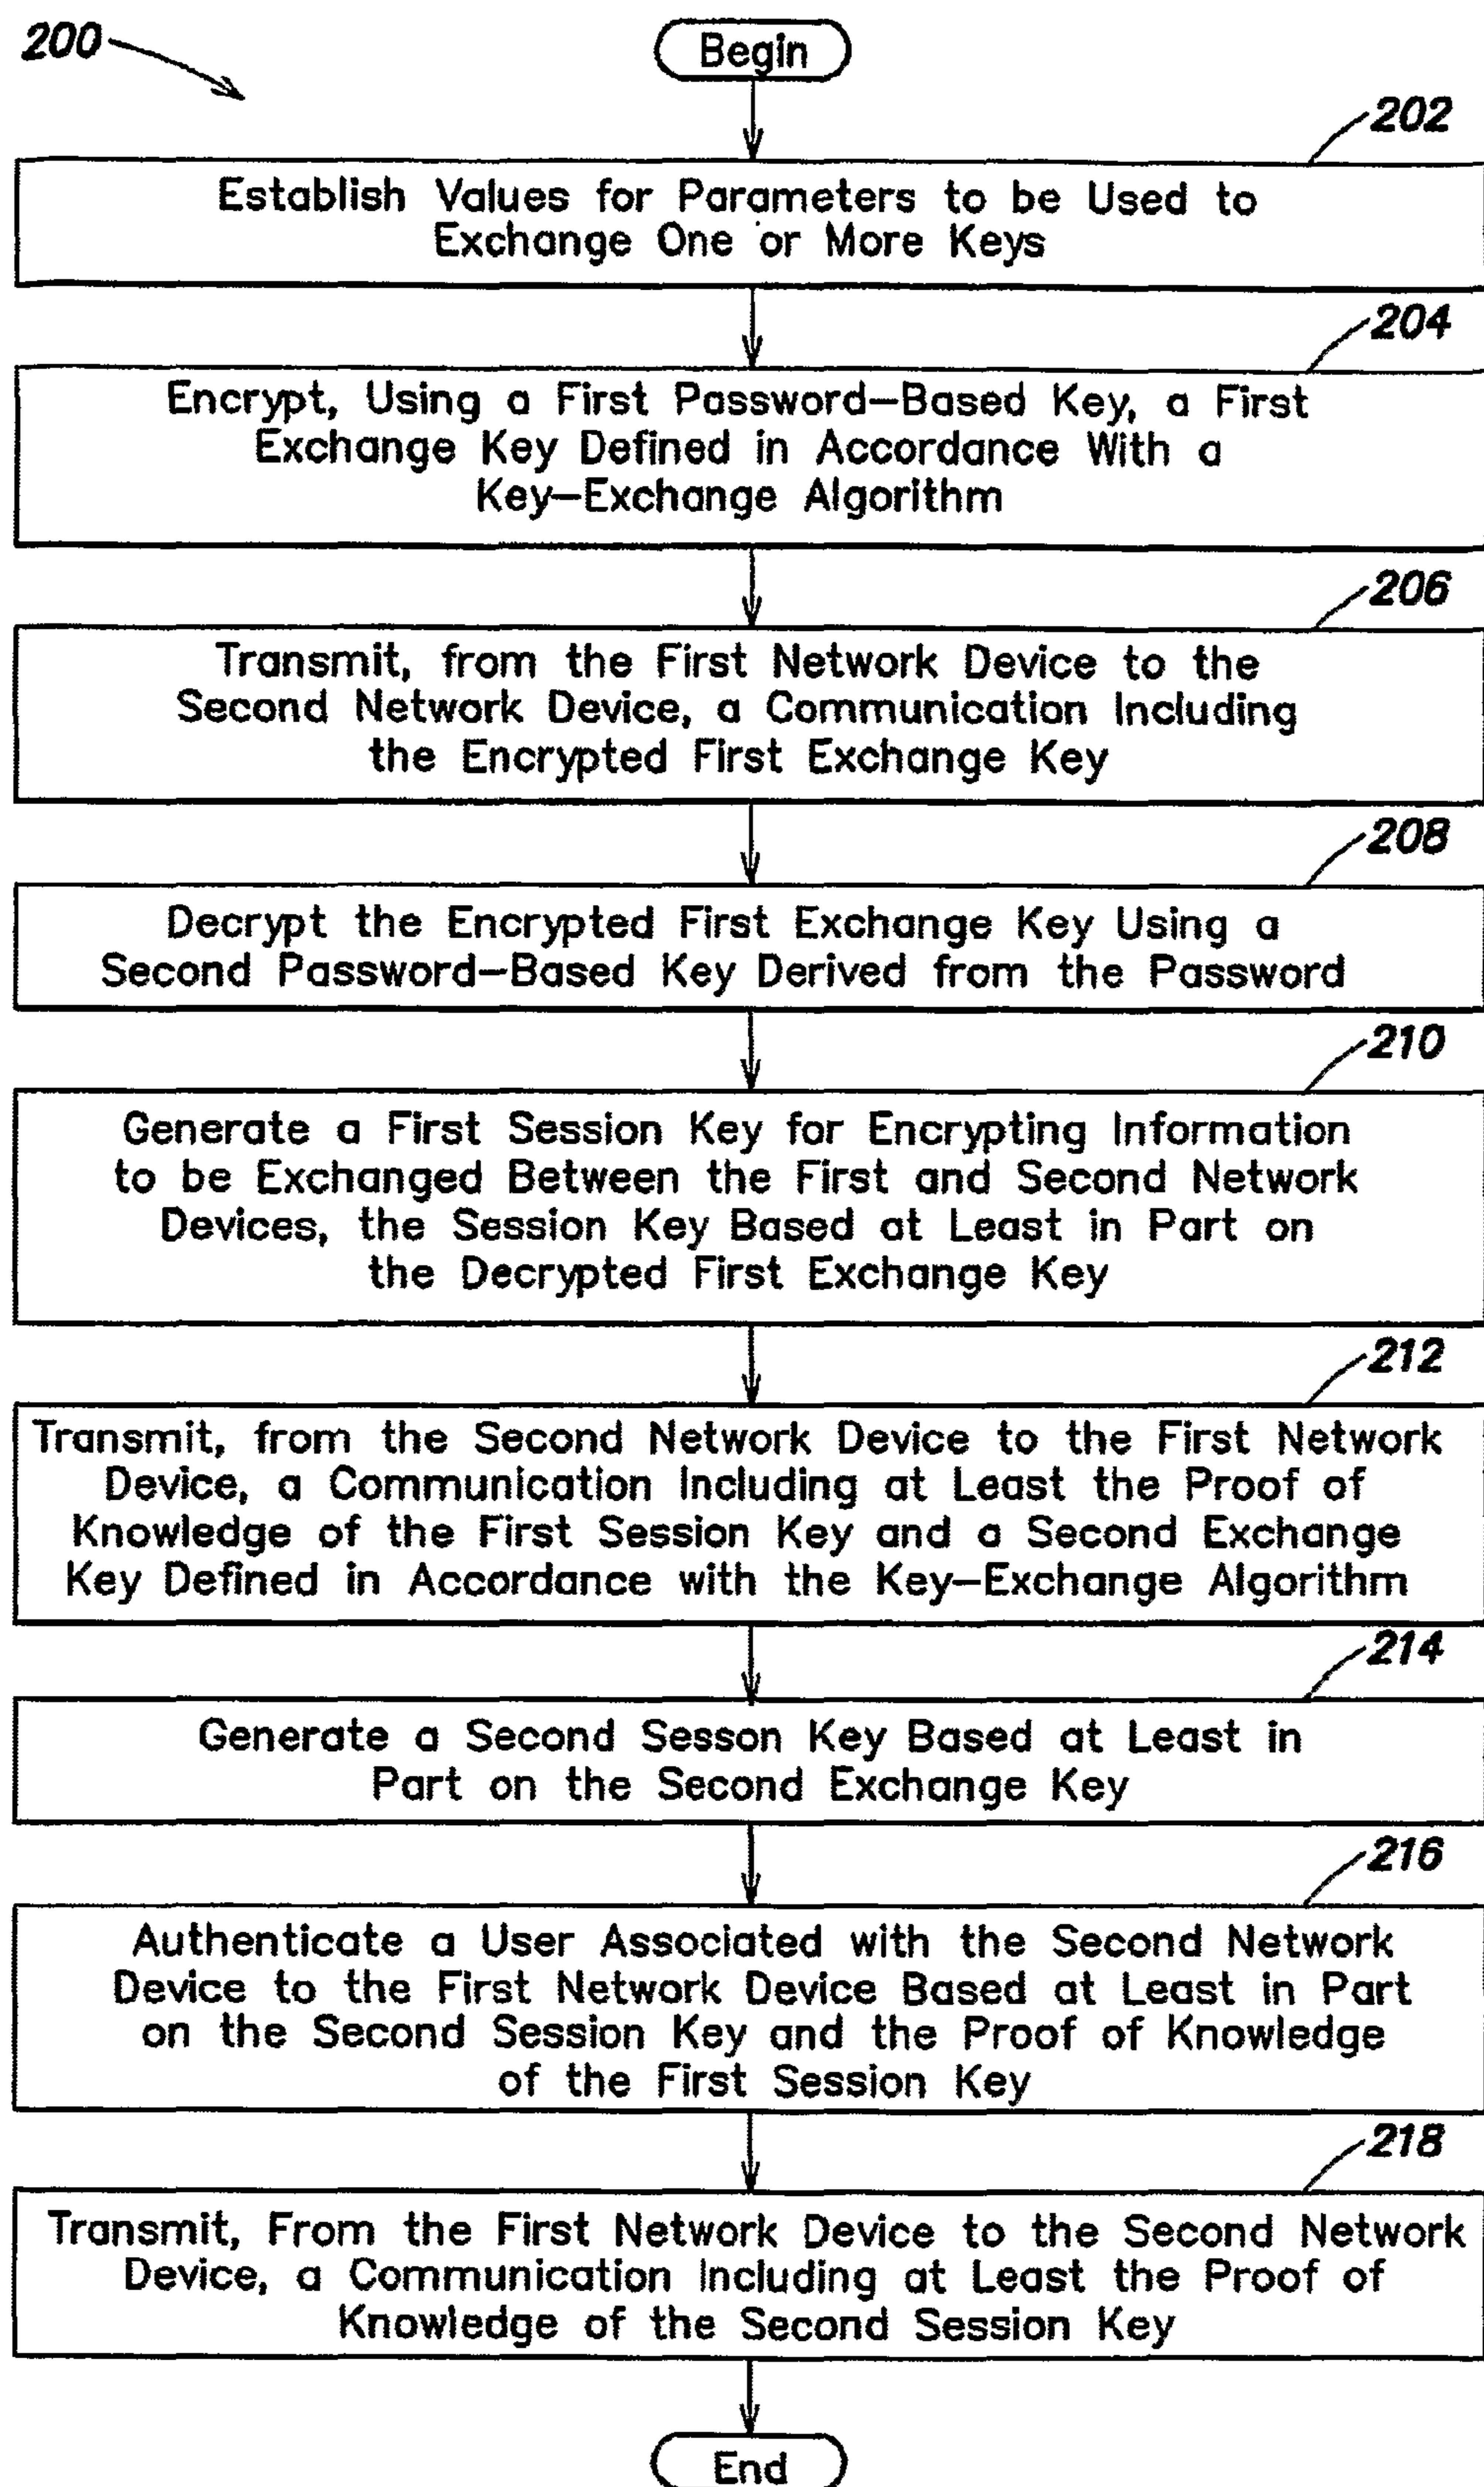 200
Begin
202
Establish Values for Parameters to be Used to
Exchange One or More Keys
204
Encrypt, Using a First Password-Based Key, a First
Exchange Key Defined in Accordance With a
Key-Exchange Algorithm
206
Transmit, from the First Network Device to the
Second Network Device, a Communication Including
the Encrypted First Exchange Key
208
Decrypt the Encrypted First Exchange Key Using a
Second Password-Based Key Derived from the Password
210
Generate a First Session Key for Encrypting Information
to be Exchanged Between the First and Second Network
Devices, the Session Key Based at Least in Part on
the Decrypted First Exchange Key
212
Transmit, from the Second Network Device to the First Network
Device, a Communication Including at Least the Proof of
Knowledge of the First Session Key and a Second Exchange
Key Defined in Accordance with the Key-Exchange Algorithm
214
Generate a Second Sesson Key Based at Least in
Part on the Second Exchange Key
216
Authenticate a User Associated with the Second Network
Device to the First Network Device Based at Least in Part
on the Second Session Key and the Proof of Knowledge
of the First Session Key
218
Transmit, From the First Network Device to the Second Network
Device, a Communication Including at Least the Proof of
Knowledge of the Second Session Key
End